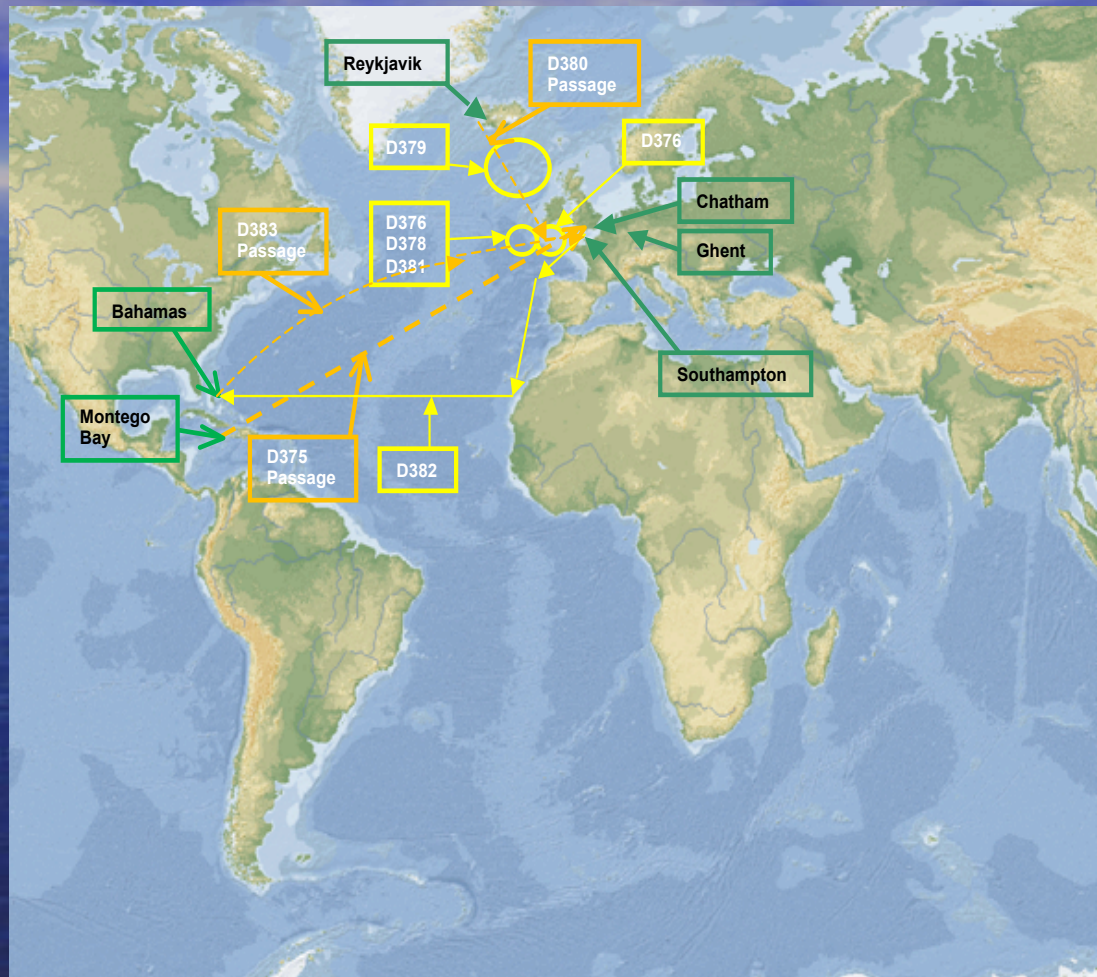 Reykjavik
D380
Passage
D379
D376
Chatham
D376
D378
D381
Ghent
D383
Passage
Bahamas
Southampton
Montego
Bay
D375
Passage
D382